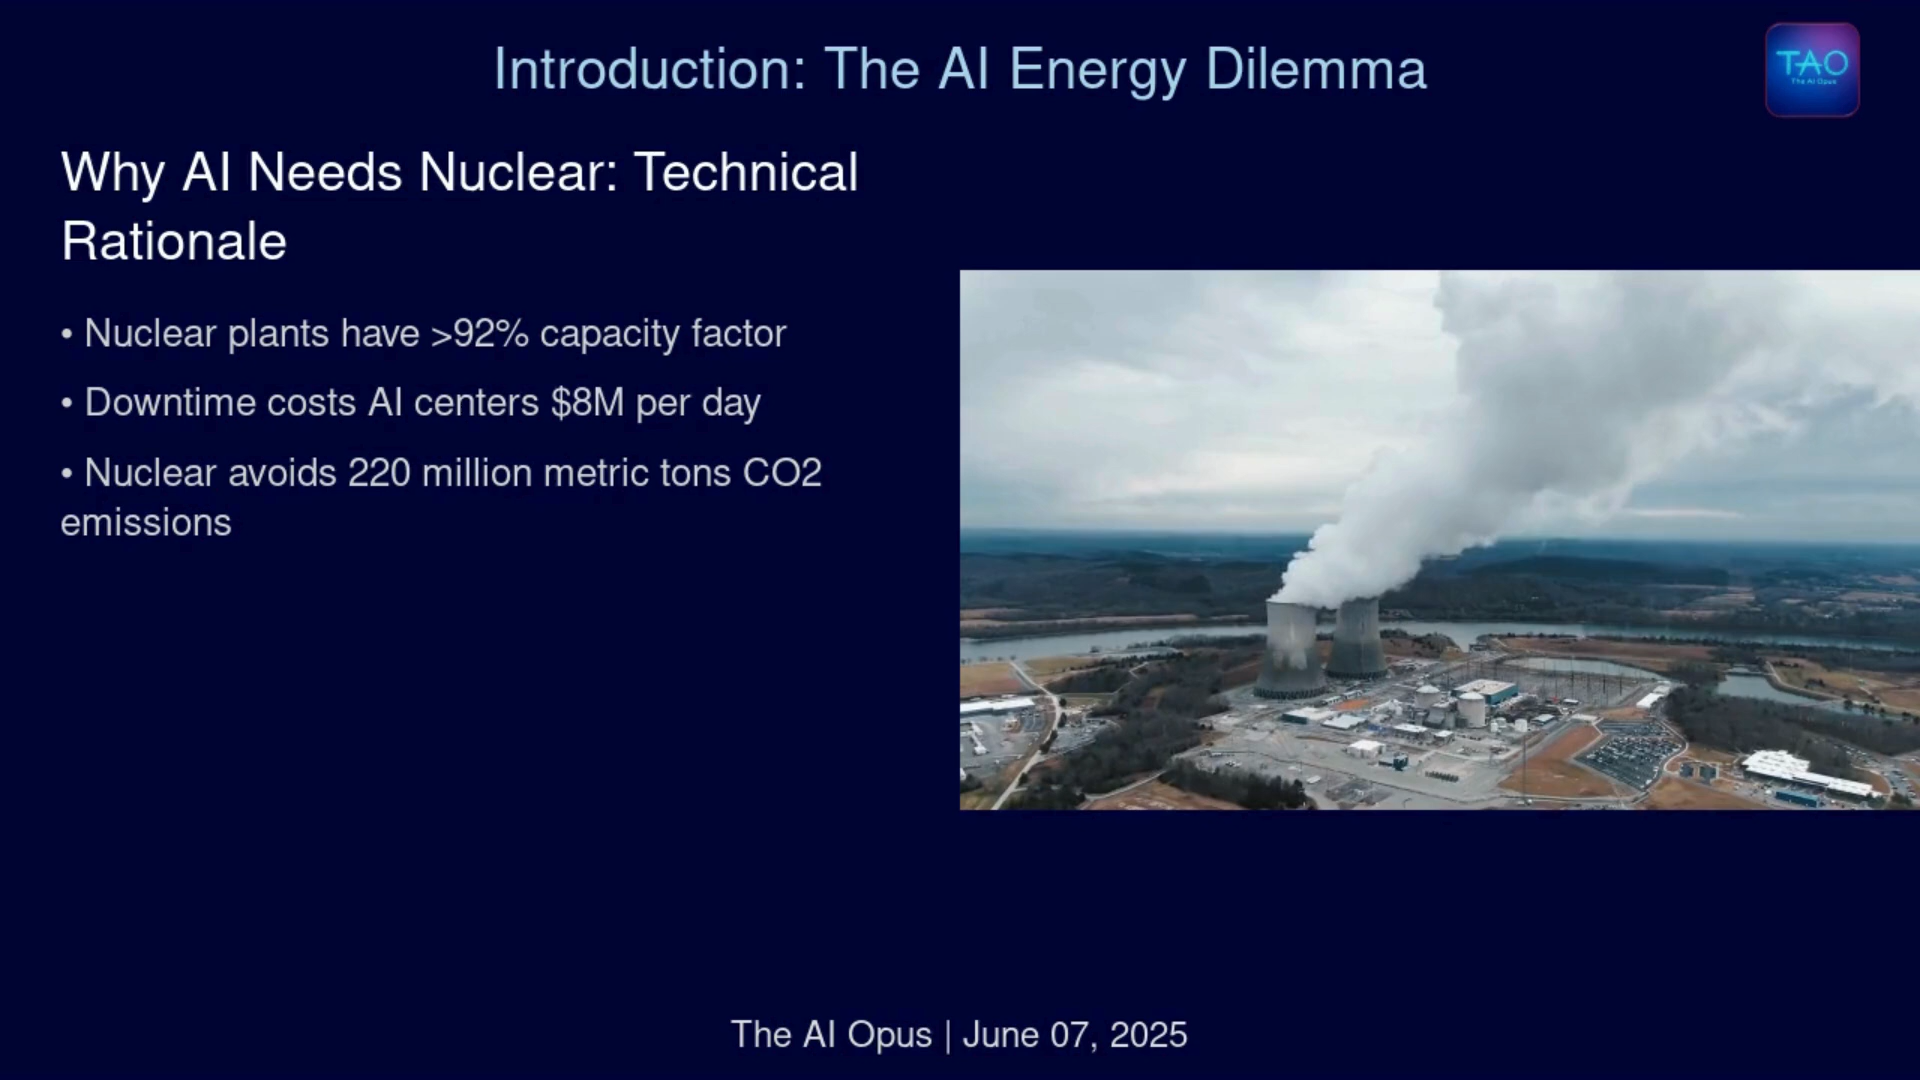 Introduction: The AI Energy Dilemma
TAO
The AI Opus
Why AI Needs Nuclear: Technical
Rationale
• Nuclear plants have >92% capacity factor
• Downtime costs AI centers $8M per day
• Nuclear avoids 220 million metric tons CO2
emissions
The AI Opus | June 07, 2025